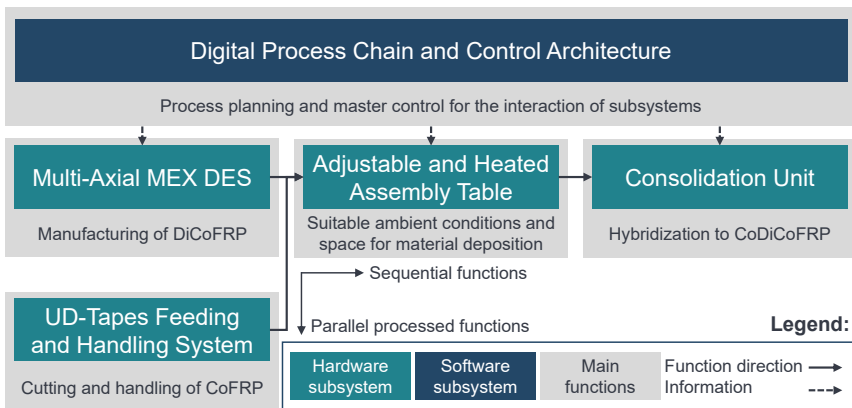 Digital Process Chain and Control Architecture
Process planning and master control for the interaction of subsystems
Multi-Axial MEX DES
Manufacturing of DiCoFRP
Adjustable and Heated
Assembly Table
Suitable ambient conditions and
space for material deposition
Consolidation Unit
Hybridization to CoDiCoFRP
Sequential functions
Parallel processed functions
UD-Tapes Feeding
and Handling System
Cutting and handling of CoFRP
Legend:
Hardware
subsystem
Software
subsystem
Main
functions
Function direction
Information